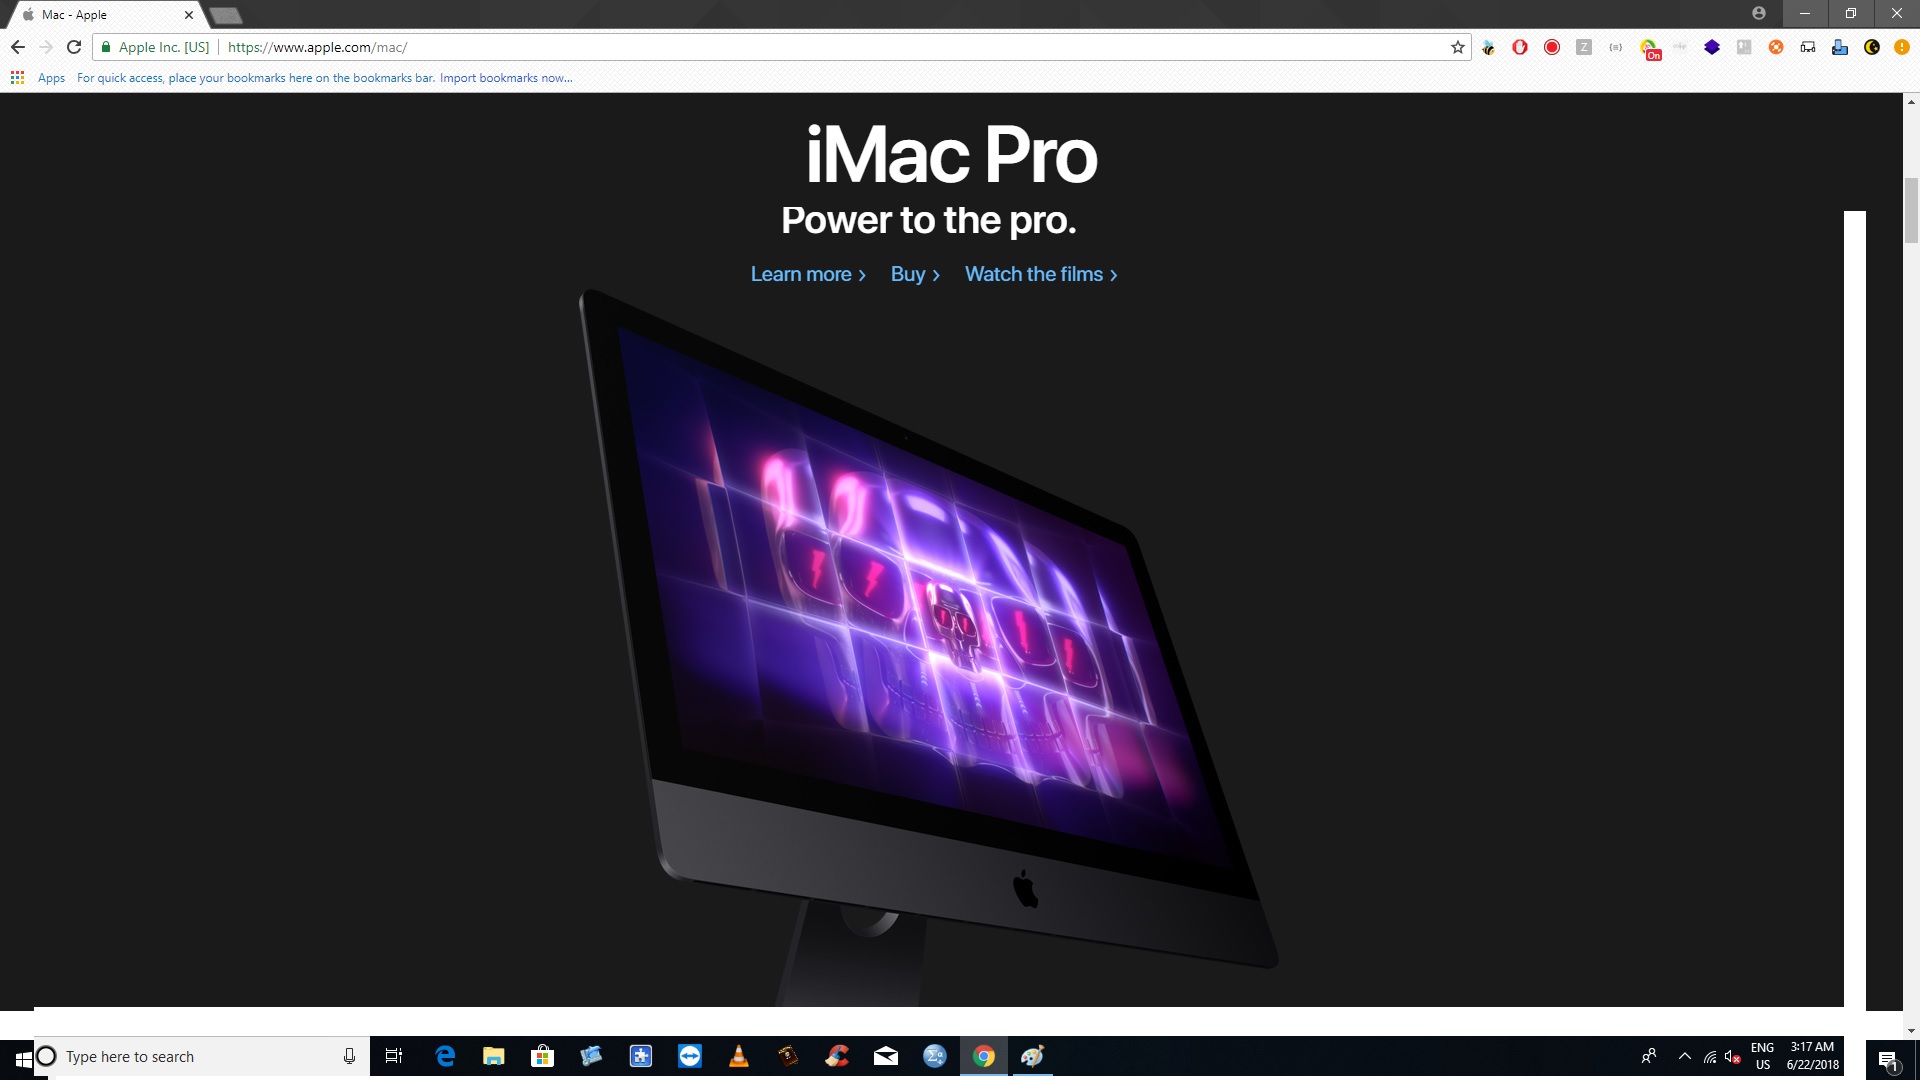 Mac - Apple
Apple Inc. [US]
https://www.apple.com/mac/
Z
{≡}
On
Apps
For quick access, place your bookmarks here on the bookmarks bar. Import bookmarks now...
iMac Pro
Power to the pro.
Learn more › Buy › Watch the films ›
Type here to search
ENG
US
3:17 AM
6/22/2018
1